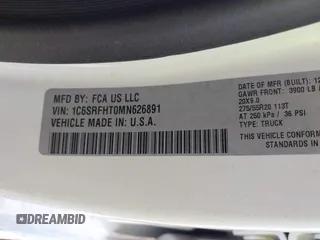 MFD BY: FCA US LLC
VIN: 1C6SRFHT0MN626891
VEHICLE MADE IN: U.S.A.
DATE OF MFR (BUILT): 12
GAWR FRONT: 3900 LB
20X9.0
275/55R20 113T
AT 250 kPa / 36 PSI
TYPE: TRUCK
THIS VEHICLE CONFORM
STANDARDS IN
DREAMBID